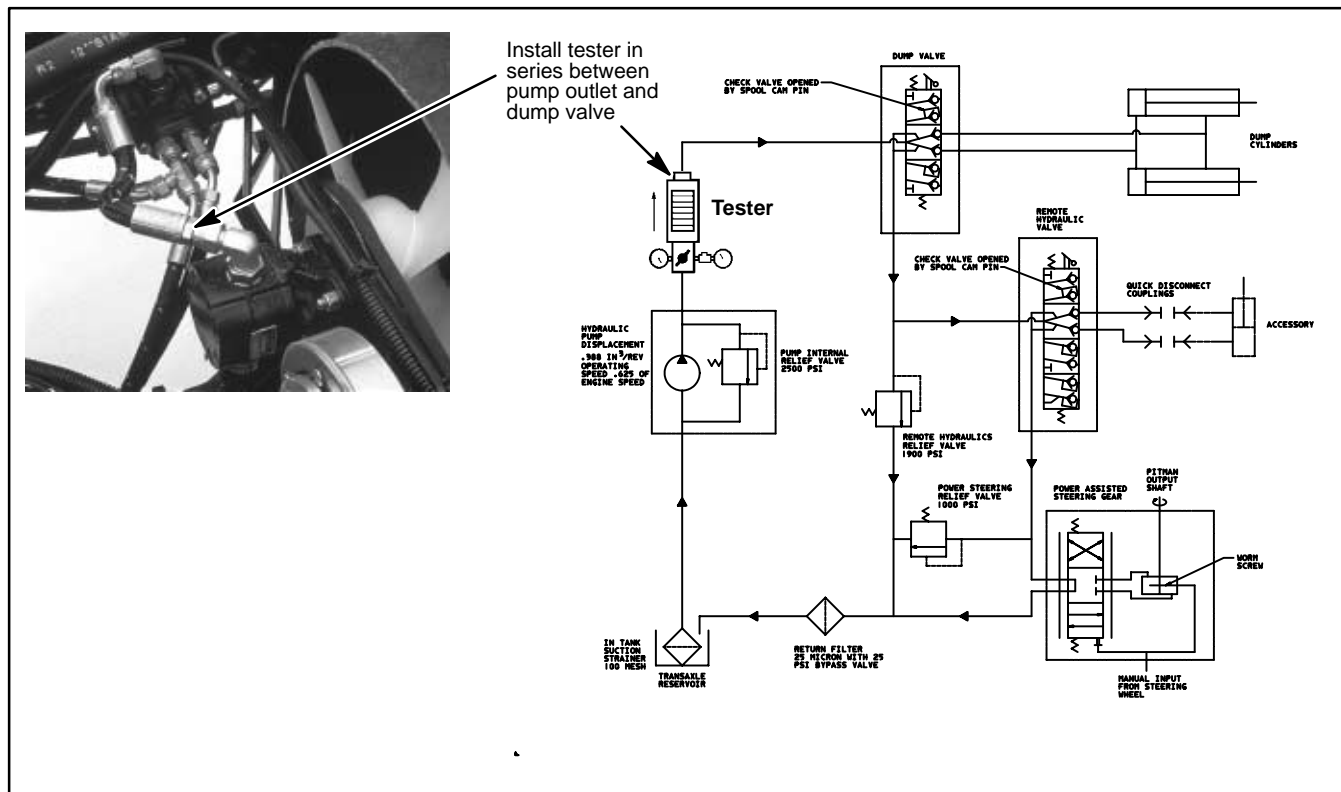 Install tester in
series between
pump outlet and
dump valve
DUMP VALVE
CHECK VALVE OPENED
BY SPOOL CAM PIN
DUMP
CYLINDERS
Tester
REMOTE
HYDRAULIC
VALVE
CHECK VALVE OPENED
BY SPOOL CAM PIN
QUICK DISCONNECT
COUPLINGS
ACCESSORY
HYDRAULIC
PUMP
DISPLACEMENT
.388 IN³/REV
OPERATING
SPEED .625 OF
ENGINE SPEED
PUMP INTERNAL
RELIEF VALVE
2500 PSI
REMOTE HYDRAULICS
RELIEF VALVE
1900 PSI
POWER STEERING
RELIEF VALVE
1000 PSI
POWER ASSISTED
STEERING GEAR
PITMAN
OUTPUT
SHAFT
WORM
SCREW
IN TANK
SUCTION
STRAINER
100 MESH
TRANSAXLE
RESERVOIR
RETURN FILTER
25 MICRON WITH 25
PSI BYPASS VALVE
MANUAL INPUT
FROM STEERING
WHEEL